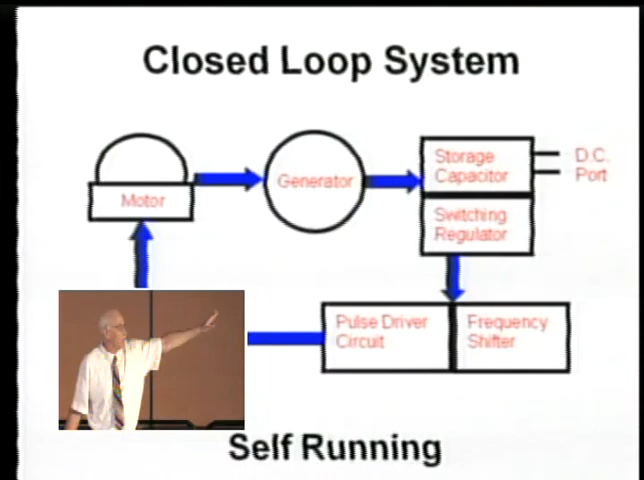 Closed Loop System
Motor
Generator
Storage
Capacitor
D.C.
Port
Switching
Regulator
Pulse Driver
Circuit
Frequency
Shifter
Self Running